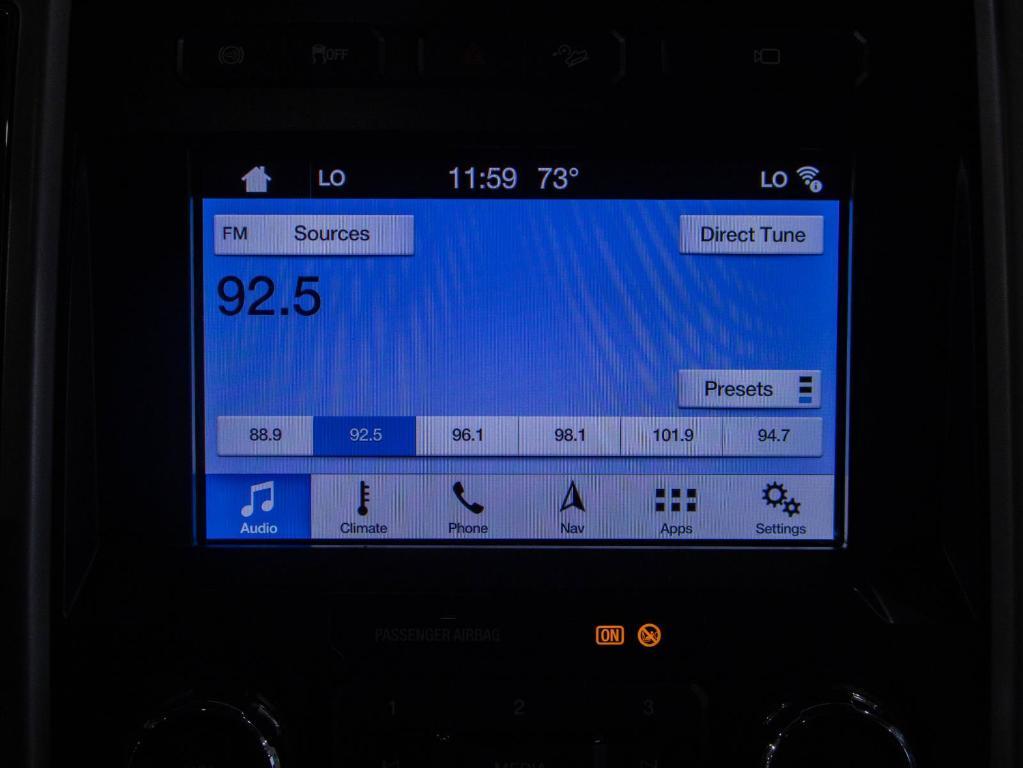 OFF
LO 11:59 73° LO
FM Sources Direct Tune
92.5
Presets
88.9 92.5 96.1 98.1 101.9 94.7
Audio Climate Phone Nav Apps Settings
PASSENGER AIRBAG ON
1 2 3
MEDIA